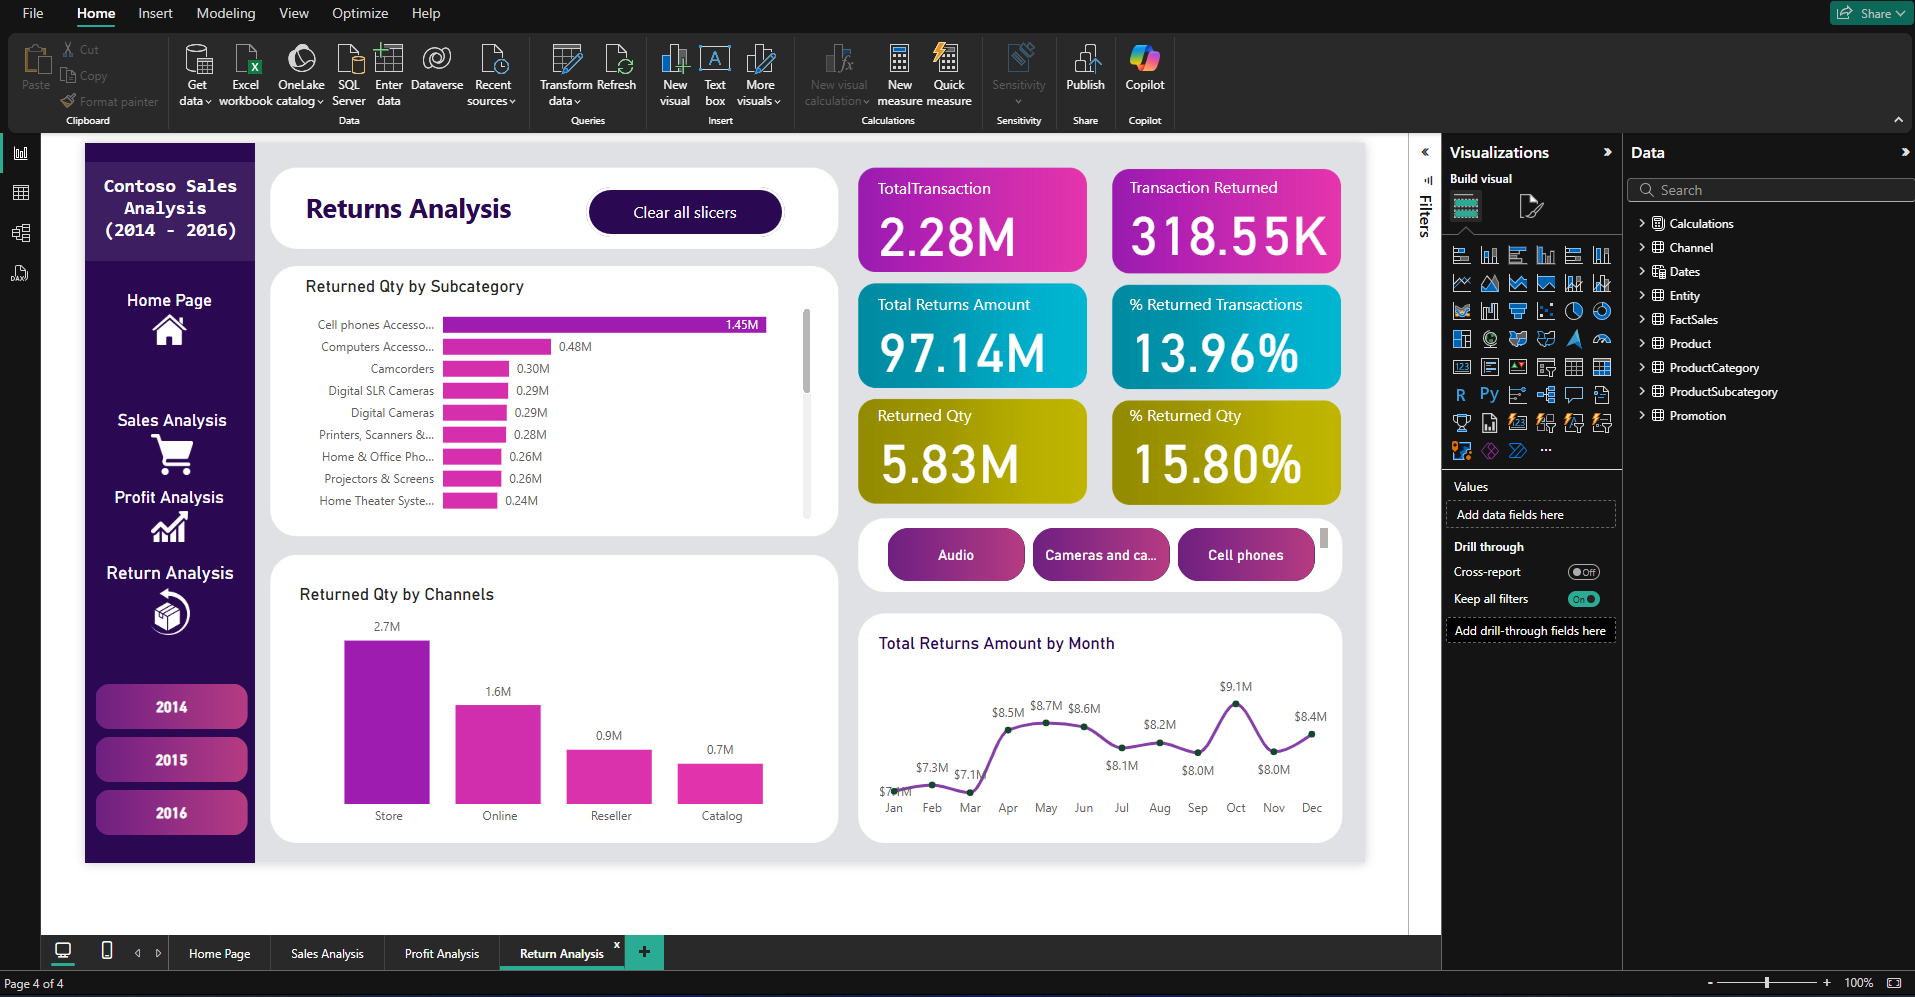 File Home Insert Modeling View Optimize Help
Share
Paste
Cut
Copy
Format painter
Clipboard
Get data
Excel workbook
OneLake catalog
SQL Server
Enter data
Dataverse
Recent sources
Data
Transform data
Refresh
Queries
New visual
Text box
More visuals
Insert
New visual calculation
New measure
Quick measure
Calculations
Sensitivity
Sensitivity
Publish
Share
Copilot
Copilot
DAX
Contoso Sales
Analysis
(2014 - 2016)
Home Page
Sales Analysis
Profit Analysis
Return Analysis
2014
2015
2016
Returns Analysis
Clear all slicers
Returned Qty by Subcategory
Cell phones Accesso... 1.45M
Computers Accesso... 0.48M
Camcorders 0.30M
Digital SLR Cameras 0.29M
Digital Cameras 0.29M
Printers, Scanners &... 0.28M
Home & Office Pho... 0.26M
Projectors & Screens 0.26M
Home Theater Syste... 0.24M
Returned Qty by Channels
2.7M
1.6M
0.9M
0.7M
Store Online Reseller Catalog
TotalTransaction
2.28M
Transaction Returned
318.55K
Total Returns Amount
97.14M
% Returned Transactions
13.96%
Returned Qty
5.83M
% Returned Qty
15.80%
Audio
Cameras and ca...
Cell phones
Total Returns Amount by Month
$7.1M $7.3M $7.1M $8.5M $8.7M $8.6M $8.1M $8.2M $8.0M $9.1M $8.0M $8.4M
Jan Feb Mar Apr May Jun Jul Aug Sep Oct Nov Dec
Filters
Visualizations
Build visual
123
R Py
123
Values
Add data fields here
Drill through
Cross-report Off
Keep all filters On
Add drill-through fields here
Data
Search
Calculations
Channel
Dates
Entity
FactSales
Product
ProductCategory
ProductSubcategory
Promotion
Home Page
Sales Analysis
Profit Analysis
Return Analysis x
+
Page 4 of 4
- + 100%